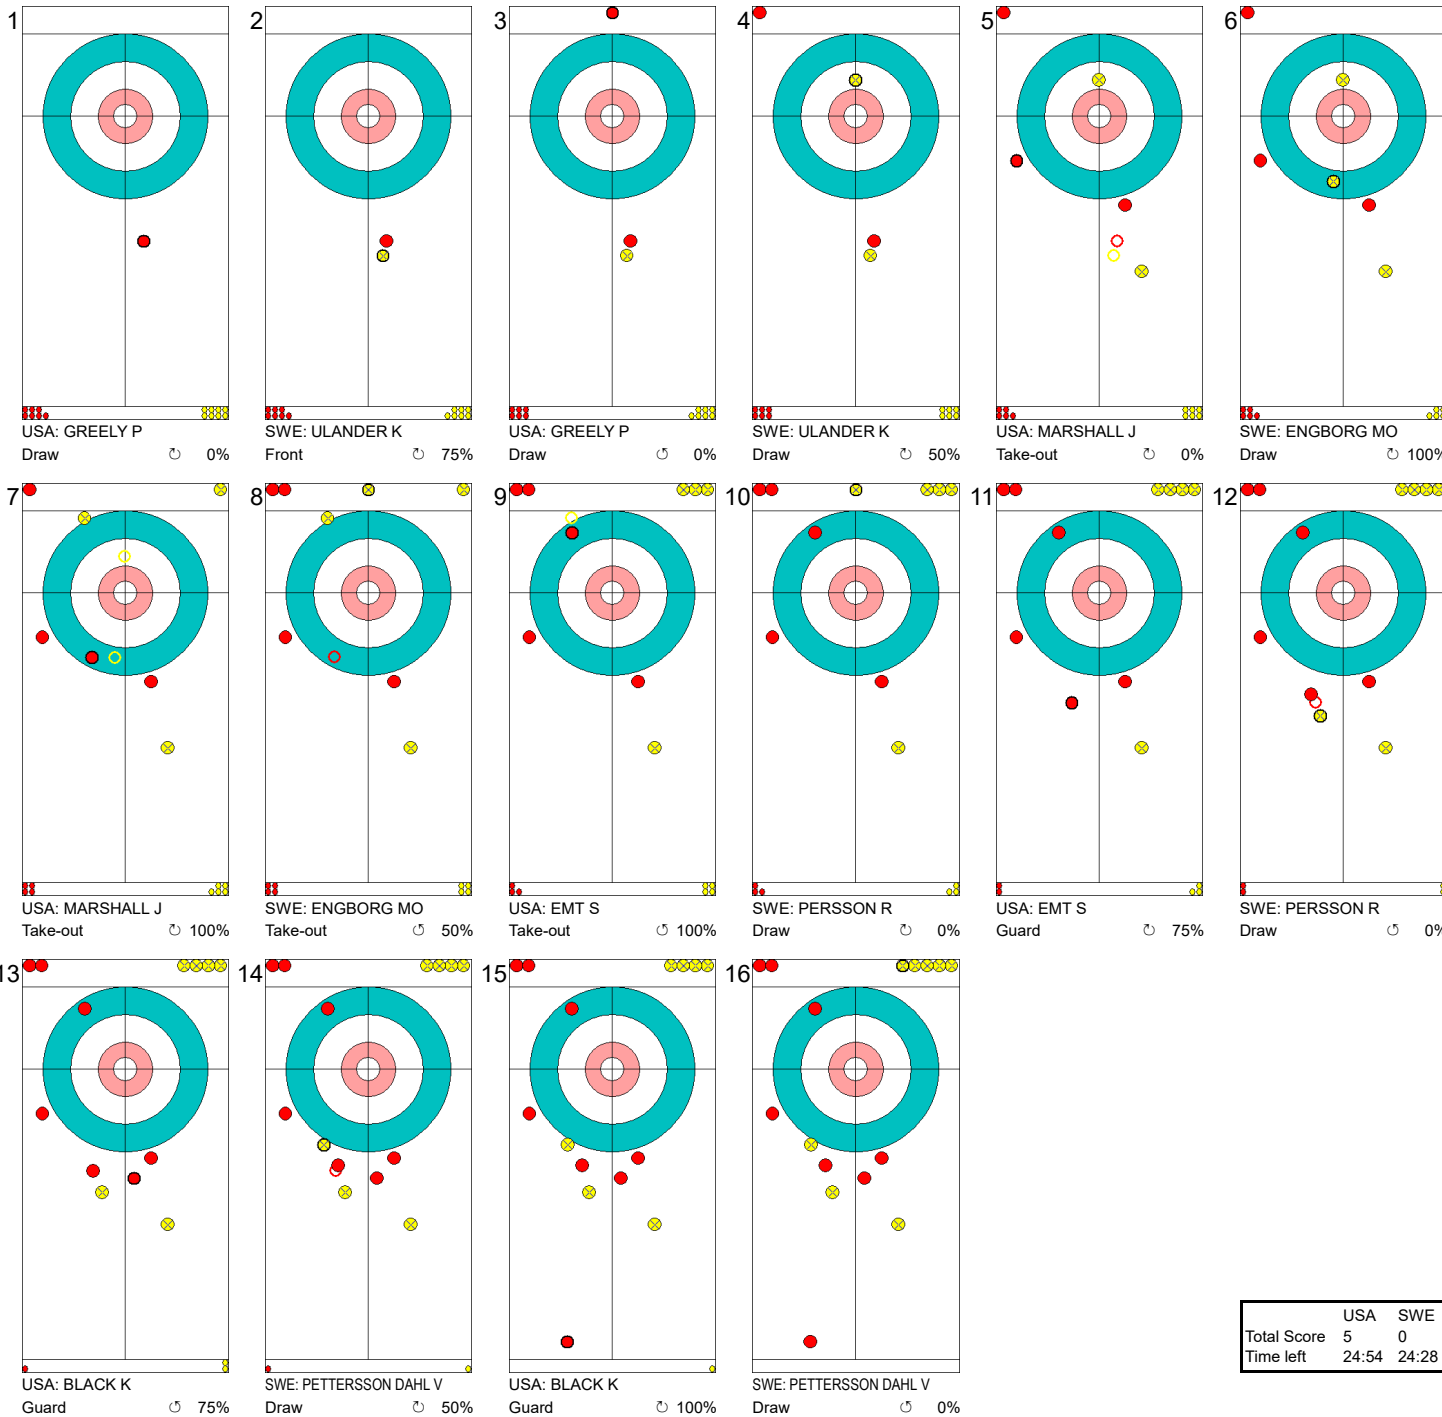 1 2 3 4 5 6
USA: GREELY P SWE: ULANDER K USA: GREELY P SWE: ULANDER K USA: MARSHALL J SWE: ENGBORG MO
Draw ↻ 0% Front ↻ 75% Draw ↻ 0% Draw ↻ 50% Take-out ↻ 0% Draw ↻ 100%
7 8 9 10 11 12
USA: MARSHALL J SWE: ENGBORG MO USA: EMT S SWE: PERSSON R USA: EMT S SWE: PERSSON R
Take-out ↻ 100% Take-out ↺ 50% Take-out ↻ 100% Draw ↺ 0% Guard ↻ 75% Draw ↺ 0%
13 14 15 16
USA: BLACK K SWE: PETTERSSON DAHL V USA: BLACK K SWE: PETTERSSON DAHL V
Guard ↺ 75% Draw ↺ 50% Guard ↻ 100% Draw ↺ 0%
USA SWE
Total Score 5 0
Time left 24:54 24:28